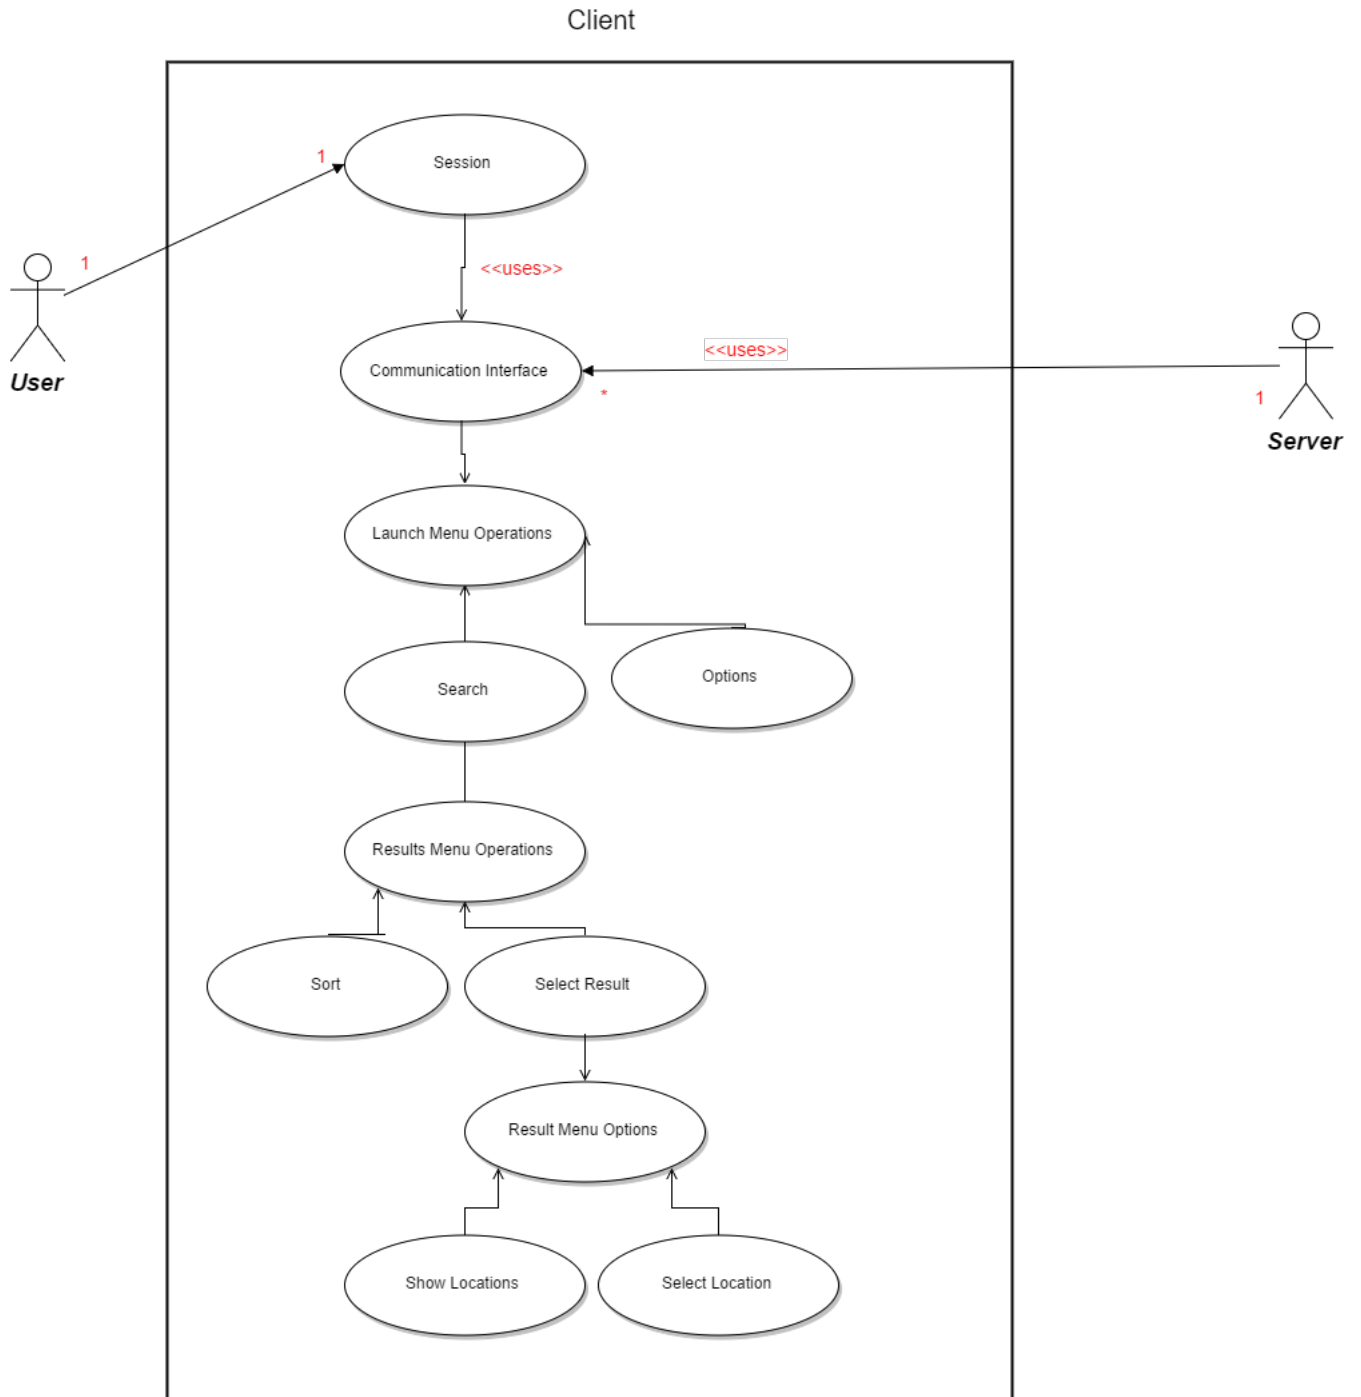 Client
Session
1
1
<<uses>>
User
Communication Interface
<<uses>>
*
1
Server
Launch Menu Operations
Search
Options
Results Menu Operations
Sort
Select Result
Result Menu Options
Show Locations
Select Location